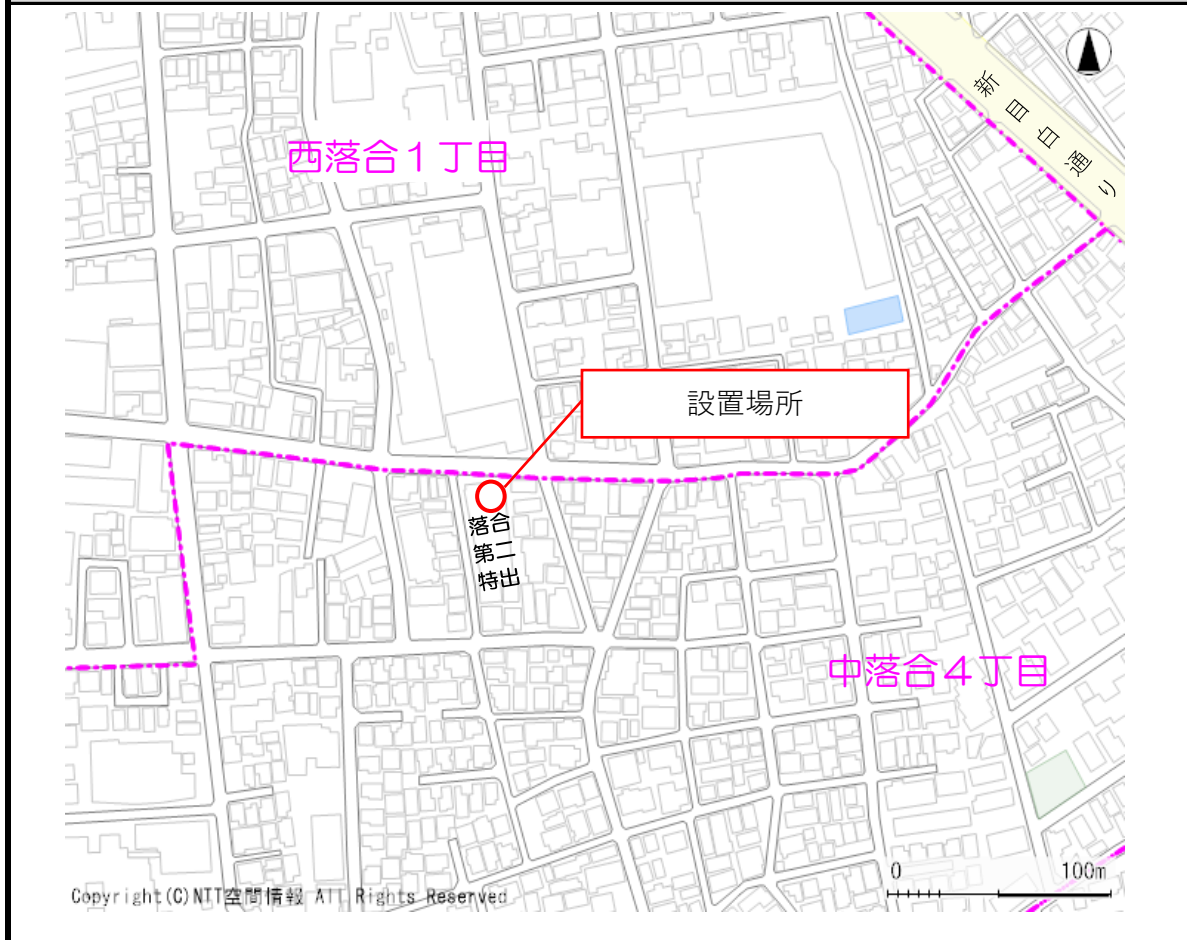 新目白通り
西落合1丁目
設置場所
落合
第二
特出
中落合4丁目
0 100m
Copyright(C)NTT空間情報 All Rights Reserved